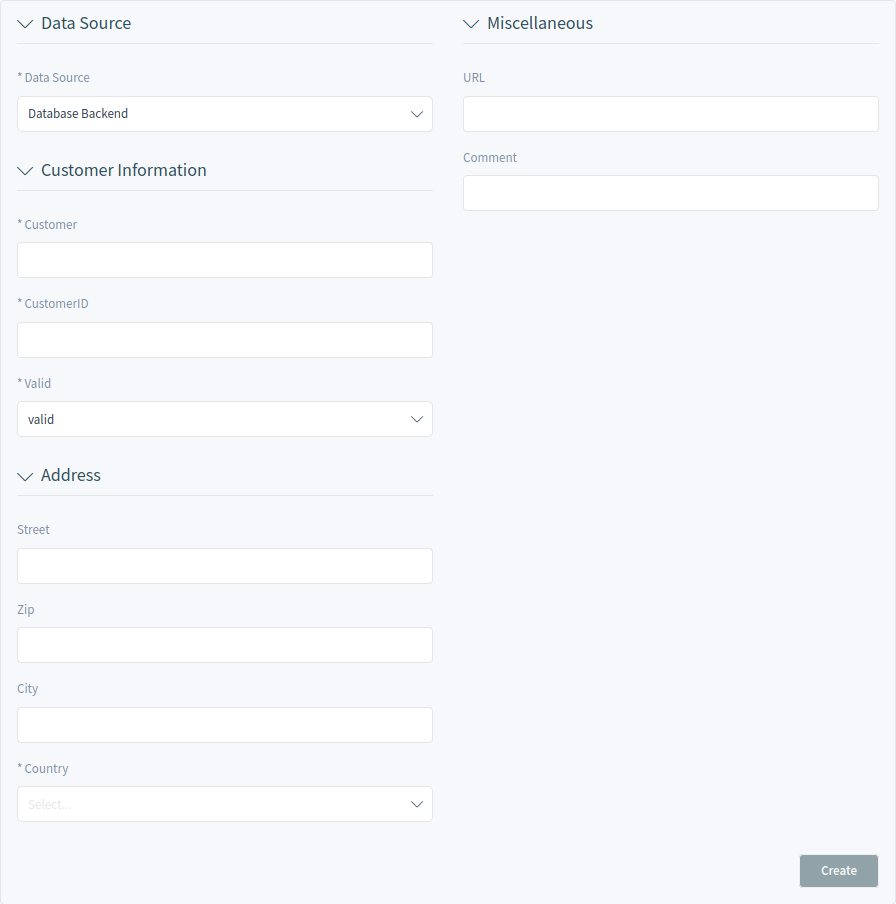 Data Source
* Data Source
Database Backend
Customer Information
* Customer
* CustomerID
* Valid
valid
Address
Street
Zip
City
* Country
Select...
Miscellaneous
URL
Comment
Create